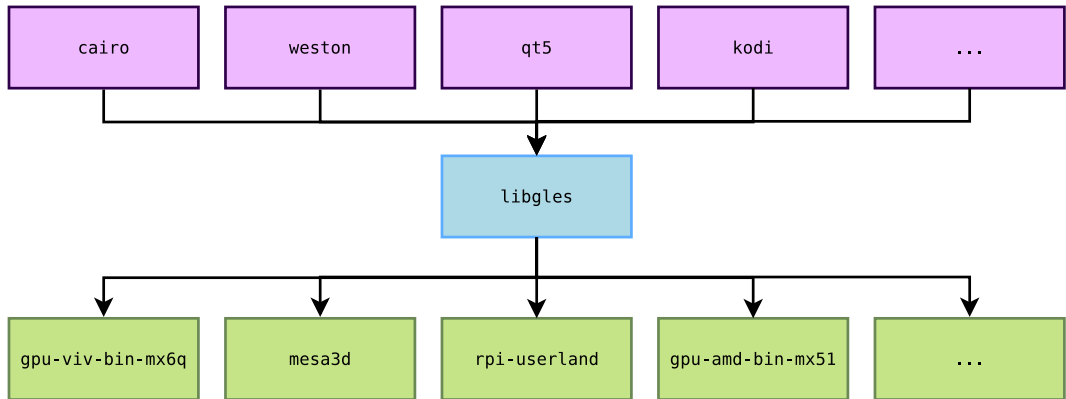 cairo
weston
qt5
kodi
...
libgles
gpu-viv-bin-mx6q
mesa3d
rpi-userland
gpu-amd-bin-mx51
...